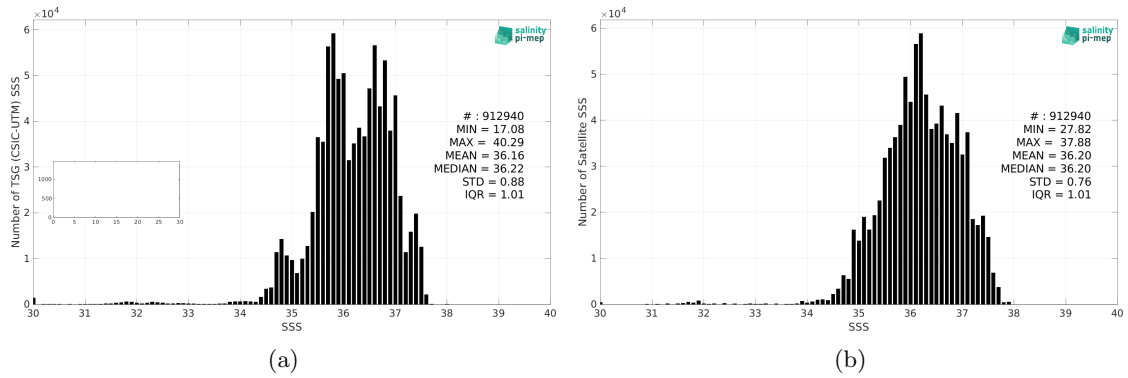 ×10⁴
6
5
4
3
2
1
0
Number of TSG (CSIC-UTM) SSS
salinity
pi-mep
# : 912940
MIN = 17.08
MAX = 40.29
MEAN = 36.16
MEDIAN = 36.22
STD = 0.88
IQR = 1.01
1000
500
0
0 5 10 15 20 25 30
30 31 32 33 34 35 36 37 38 39 40
SSS
(a)
×10⁴
6
5
4
3
2
1
0
Number of Satellite SSS
salinity
pi-mep
# : 912940
MIN = 27.82
MAX = 37.88
MEAN = 36.20
MEDIAN = 36.20
STD = 0.76
IQR = 1.01
30 31 32 33 34 35 36 37 38 39 40
SSS
(b)